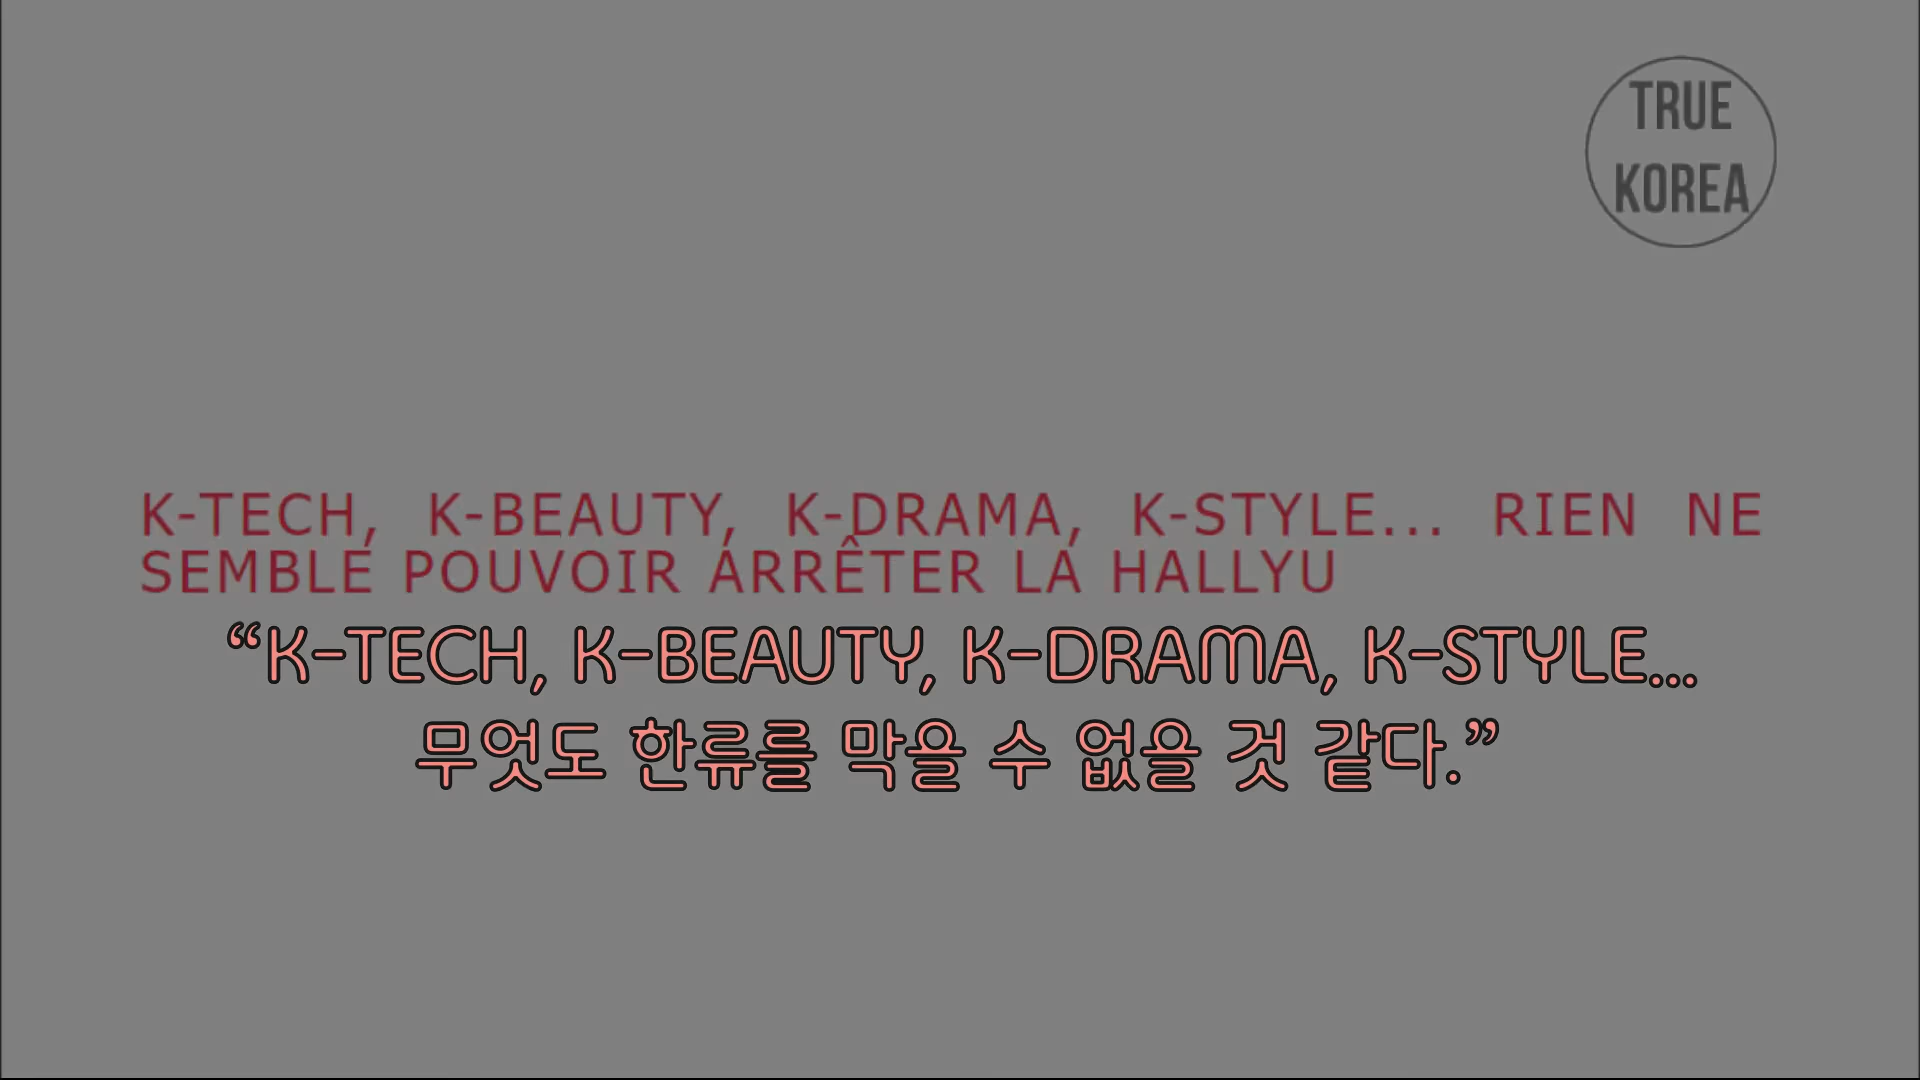 TRUE
KOREA
K-TECH, K-BEAUTY, K-DRAMA, K-STYLE... RIEN NE
SEMBLE POUVOIR ARRÊTER LA HALLYU
“K-TECH, K-BEAUTY, K-DRAMA, K-STYLE...
무엇도 한류를 막을 수 없을 것 같다.”